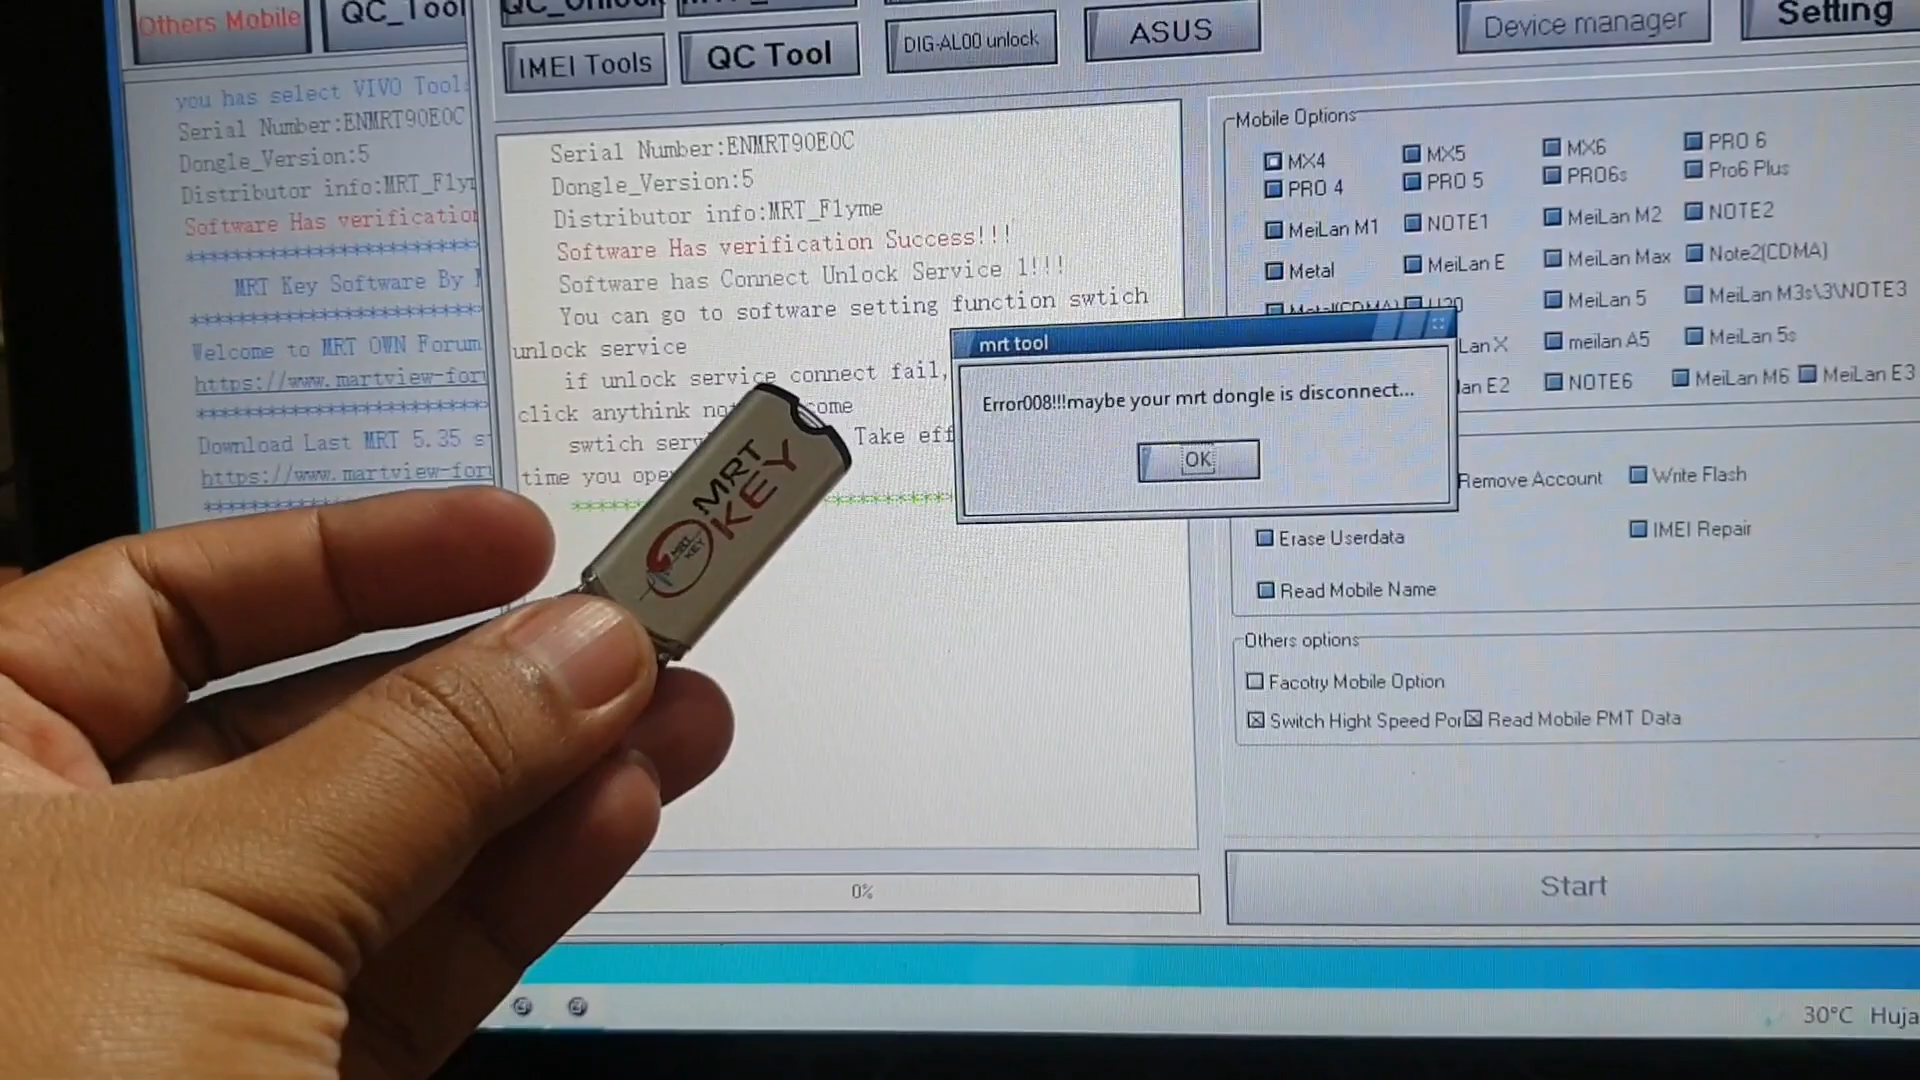 Others Mobile
QC_Tool
IMEI Tools
QC Tool
DIG-AL00 unlock
ASUS
Device manager
Setting
you has select VIVO Tool
Serial Number:ENMRT90E0C
Dongle_Version:5
Distributor info:MRT_Fly
Software Has verification
**************************
MRT Key Software By
**************************
Welcome to MRT OWN Forum
https://www.martview-for
**************************
Download Last MRT 5.35
https://www.martview-for
Serial Number:ENMRT90E0C
Dongle_Version:5
Distributor info:MRT_Flyme
Software Has verification Success!!!
Software has Connect Unlock Service 1!!!
You can go to software setting function swtich
unlock service
if unlock service connect fail,
click anythink
swtich Take
time you
mrt tool
Error008!!!maybe your mrt dongle is disconnect...
OK
MRT
KEY
MRT
KEY
Mobile Options
MX4 MX5 MX6 PRO 6
PRO 4 PRO 5 PRO6s Pro6 Plus
MeiLan M1 NOTE1 MeiLan M2 NOTE2
Metal MeiLan E MeiLan Max Note2(CDMA)
MeiLan 5 MeiLan M3s\3\NOTE3
Lan X meilan A5 MeiLan 5s
lan E2 NOTE6 MeiLan M6 MeiLan E3
Remove Account Write Flash
Erase Userdata IMEI Repair
Read Mobile Name
Others options
Facotry Mobile Option
Switch Hight Speed Por Read Mobile PMT Data
0%
Start
30°C Huja